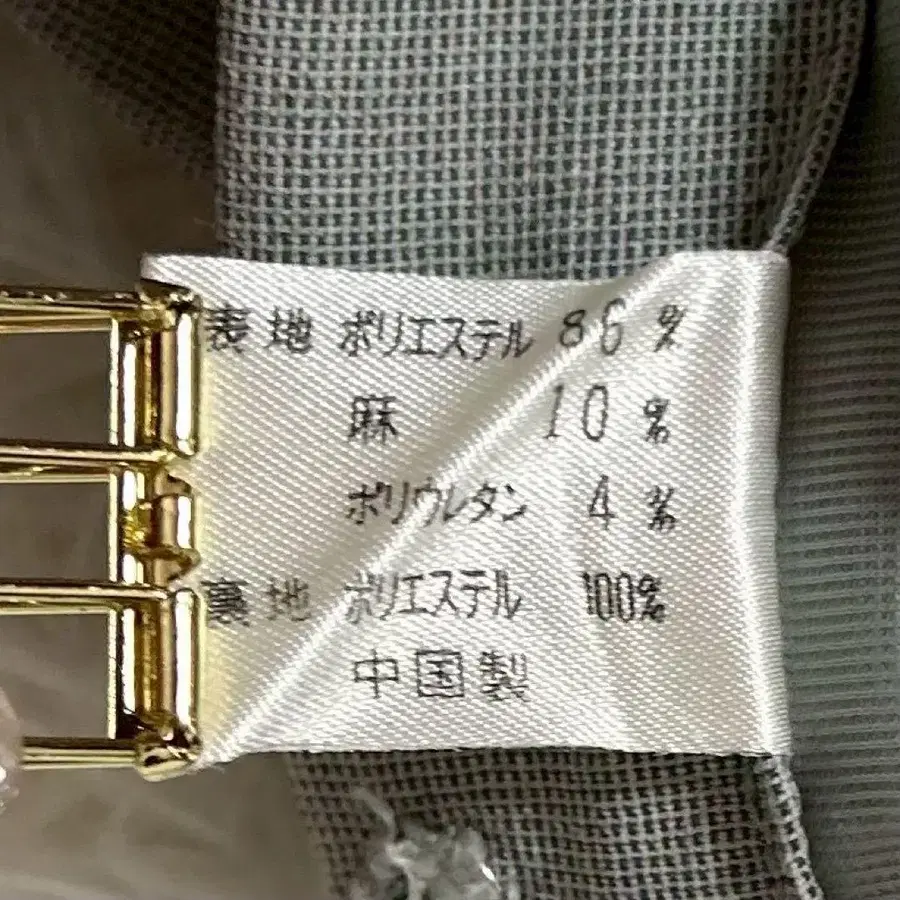 表地 ポリエステル 86%
麻 10%
ポリウレタン 4%
裏地 ポリエステル 100%
中国製